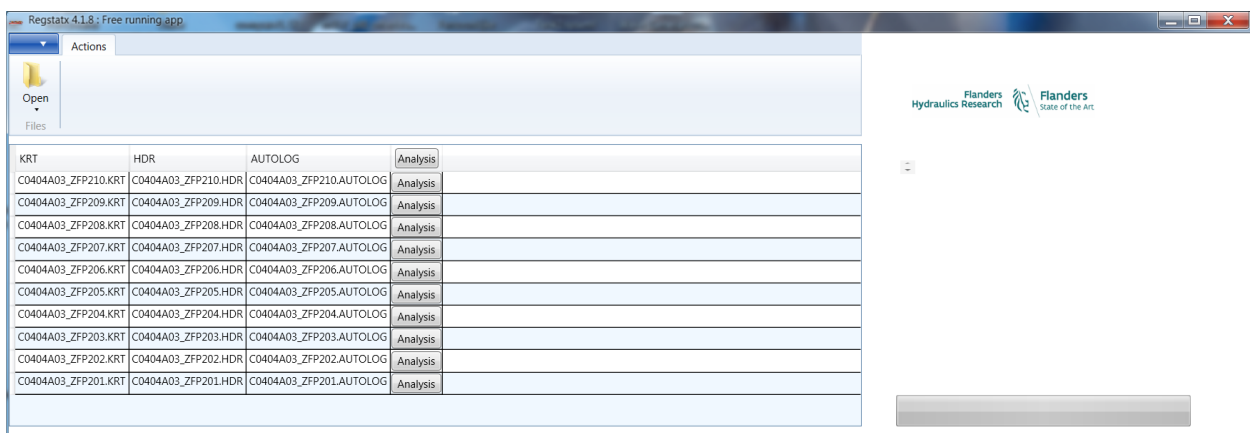 Regstatx 4.1.8 : Free running app
Actions
Open
Files
Flanders Hydraulics Research
Flanders State of the Art
KRT HDR AUTOLOG Analysis
C0404A03_ZFP210.KRT C0404A03_ZFP210.HDR C0404A03_ZFP210.AUTOLOG Analysis
C0404A03_ZFP209.KRT C0404A03_ZFP209.HDR C0404A03_ZFP209.AUTOLOG Analysis
C0404A03_ZFP208.KRT C0404A03_ZFP208.HDR C0404A03_ZFP208.AUTOLOG Analysis
C0404A03_ZFP207.KRT C0404A03_ZFP207.HDR C0404A03_ZFP207.AUTOLOG Analysis
C0404A03_ZFP206.KRT C0404A03_ZFP206.HDR C0404A03_ZFP206.AUTOLOG Analysis
C0404A03_ZFP205.KRT C0404A03_ZFP205.HDR C0404A03_ZFP205.AUTOLOG Analysis
C0404A03_ZFP204.KRT C0404A03_ZFP204.HDR C0404A03_ZFP204.AUTOLOG Analysis
C0404A03_ZFP203.KRT C0404A03_ZFP203.HDR C0404A03_ZFP203.AUTOLOG Analysis
C0404A03_ZFP202.KRT C0404A03_ZFP202.HDR C0404A03_ZFP202.AUTOLOG Analysis
C0404A03_ZFP201.KRT C0404A03_ZFP201.HDR C0404A03_ZFP201.AUTOLOG Analysis